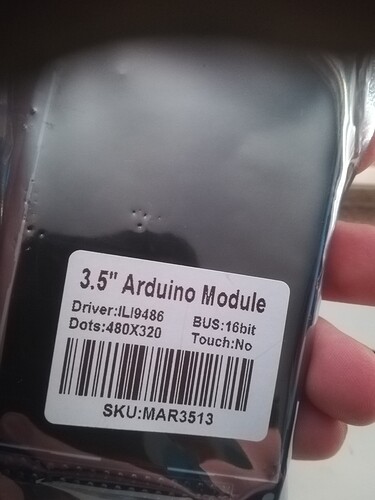 3.5" Arduino Module
Driver:ILI9486 BUS:16bit
Dots:480X320 Touch:No
SKU:MAR3513